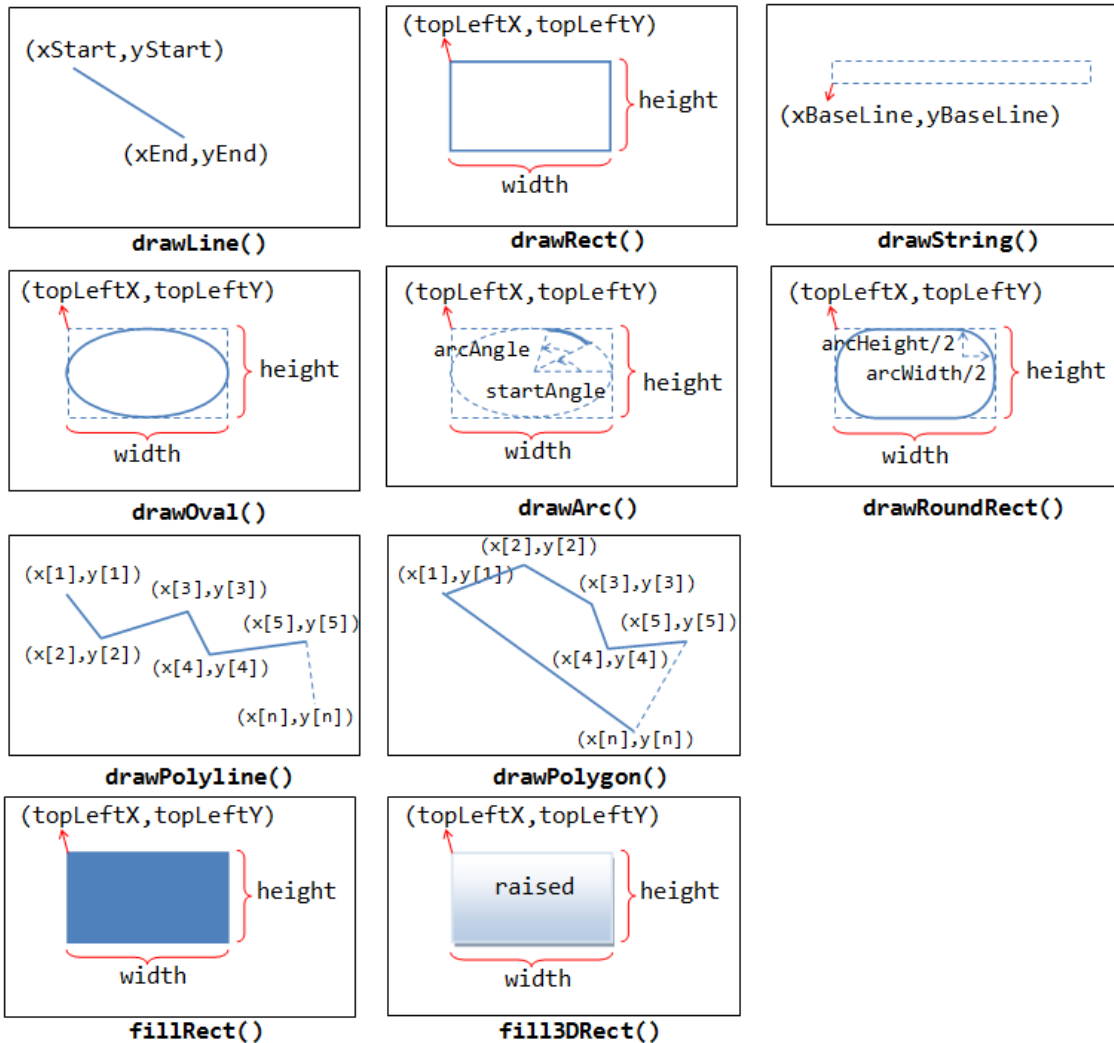 (xStart,yStart)
(xEnd,yEnd)
drawLine()
(topLeftX,topLeftY)
height
width
drawRect()
(xBaseLine,yBaseLine)
drawString()
(topLeftX,topLeftY)
height
width
drawOval()
(topLeftX,topLeftY)
arcAngle
startAngle
height
width
drawArc()
(topLeftX,topLeftY)
arcHeight/2
arcWidth/2
height
width
drawRoundRect()
(x[1],y[1])
(x[3],y[3])
(x[5],y[5])
(x[2],y[2])
(x[4],y[4])
(x[n],y[n])
drawPolyline()
(x[2],y[2])
(x[1],y[1])
(x[3],y[3])
(x[5],y[5])
(x[4],y[4])
(x[n],y[n])
drawPolygon()
(topLeftX,topLeftY)
height
width
fillRect()
(topLeftX,topLeftY)
raised
height
width
fill3DRect()